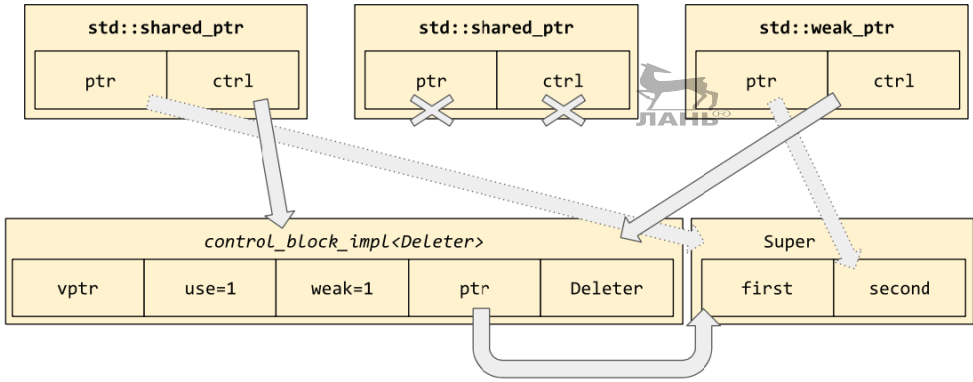 std::shared_ptr
std::shared_ptr
std::weak_ptr
ptr
ctrl
ptr
ctrl
ptr
ctrl
ЛАНЬ
control_block_impl<Deleter>
Super
vptr
use=1
weak=1
ptr
Deleter
first
second